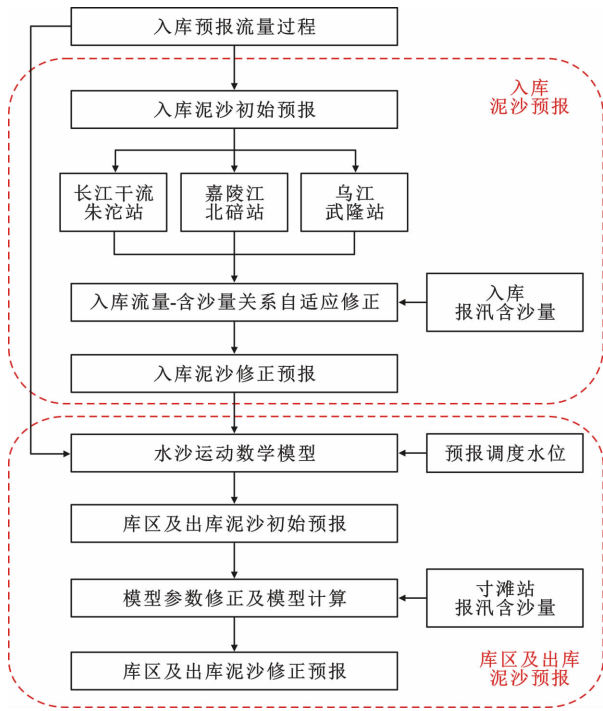 入库预报流量过程
入库
泥沙预报
入库泥沙初始预报
长江干流
朱沱站
嘉陵江
北碚站
乌江
武隆站
入库流量-含沙量关系自适应修正
入库
报汛含沙量
入库泥沙修正预报
水沙运动数学模型
预报调度水位
库区及出库泥沙初始预报
模型参数修正及模型计算
寸滩站
报汛含沙量
库区及出库泥沙修正预报
库区及出库
泥沙预报